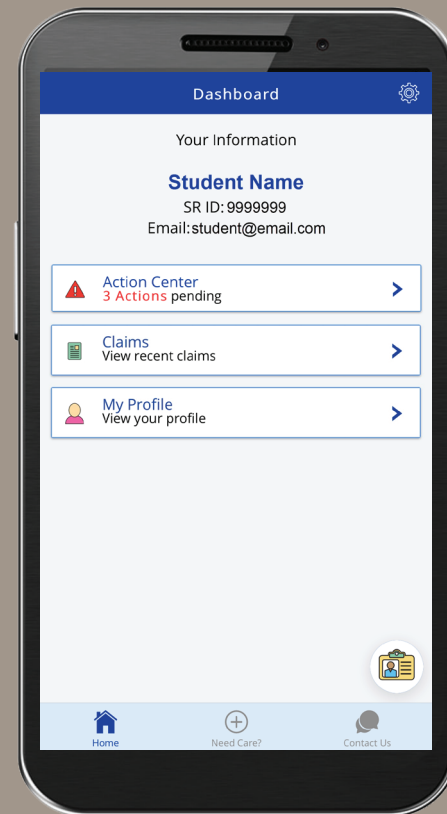 Dashboard
Your Information
Student Name
SR ID: 9999999
Email: student@email.com
Action Center
3 Actions pending
Claims
View recent claims
My Profile
View your profile
Home
Need Care?
Contact Us